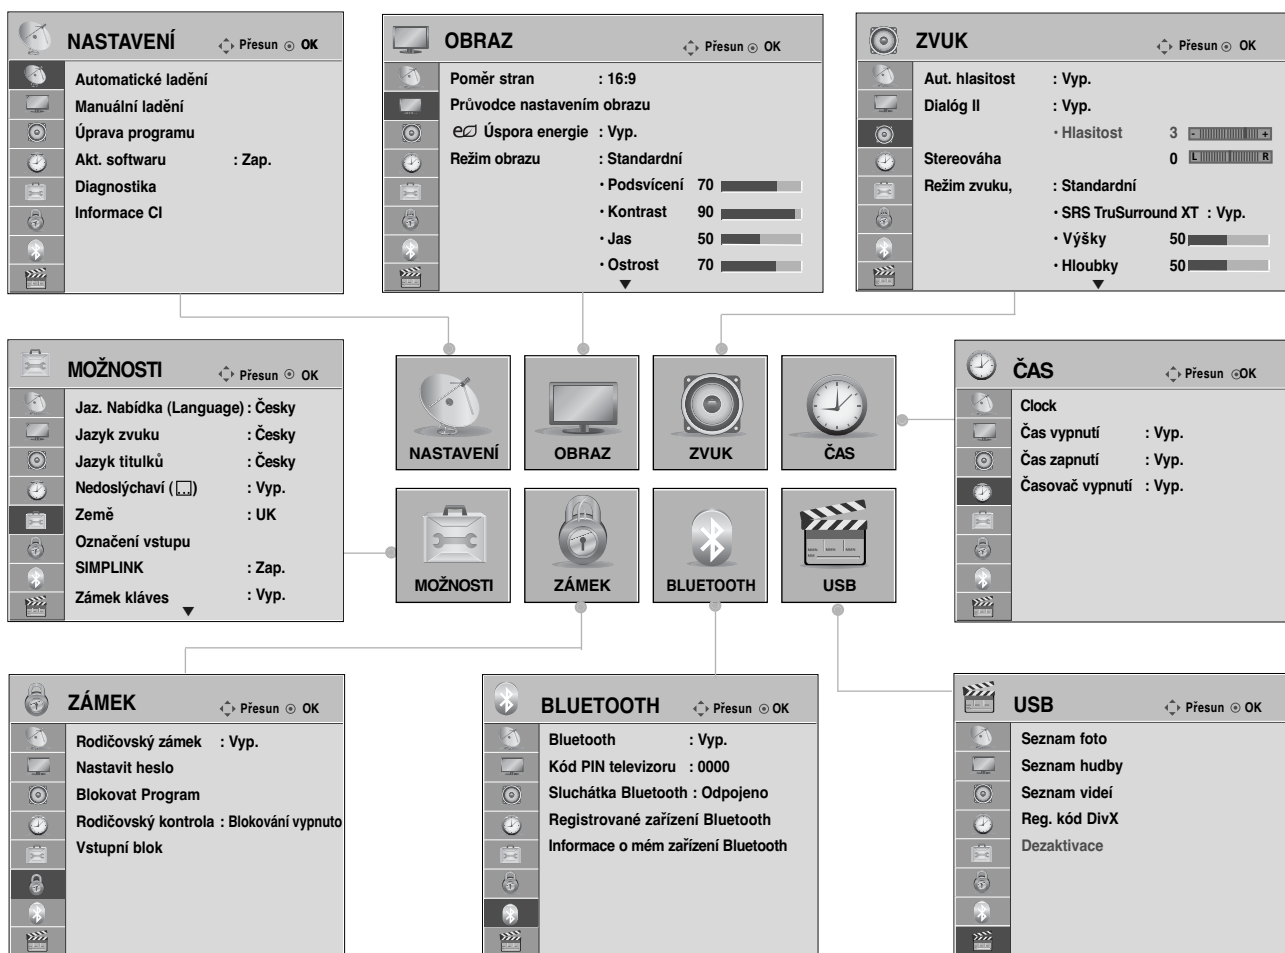 NASTAVENÍ Přesun OK
Automatické ladění
Manuální ladění
Úprava programu
Akt. softwaru : Zap.
Diagnostika
Informace CI
OBRAZ Přesun OK
Poměr stran : 16:9
Průvodce nastavením obrazu
Úspora energie : Vyp.
Režim obrazu : Standardní
• Podsvícení 70
• Kontrast 90
• Jas 50
• Ostrost 70
ZVUK Přesun OK
Aut. hlasitost : Vyp.
Dialóg II : Vyp.
• Hlasitost 3 - +
Stereováha 0 L R
Režim zvuku, : Standardní
• SRS TruSurround XT : Vyp.
• Výšky 50
• Hloubky 50
MOŽNOSTI Přesun OK
Jaz. Nabídka (Language) : Česky
Jazyk zvuku : Česky
Jazyk titulků : Česky
Nedoslýchaví ( ) : Vyp.
Země : UK
Označení vstupu
SIMPLINK : Zap.
Zámek kláves : Vyp.
NASTAVENÍ
OBRAZ
ZVUK
ČAS
MOŽNOSTI
ZÁMEK
BLUETOOTH
USB
ČAS Přesun OK
Clock
Čas vypnutí : Vyp.
Čas zapnutí : Vyp.
Časovač vypnutí : Vyp.
ZÁMEK Přesun OK
Rodičovský zámek : Vyp.
Nastavit heslo
Blokovat Program
Rodičovský kontrola : Blokování vypnuto
Vstupní blok
BLUETOOTH Přesun OK
Bluetooth : Vyp.
Kód PIN televizoru : 0000
Sluchátka Bluetooth : Odpojeno
Registrované zařízení Bluetooth
Informace o mém zařízení Bluetooth
USB Přesun OK
Seznam foto
Seznam hudby
Seznam videí
Reg. kód DivX
Dezaktivace